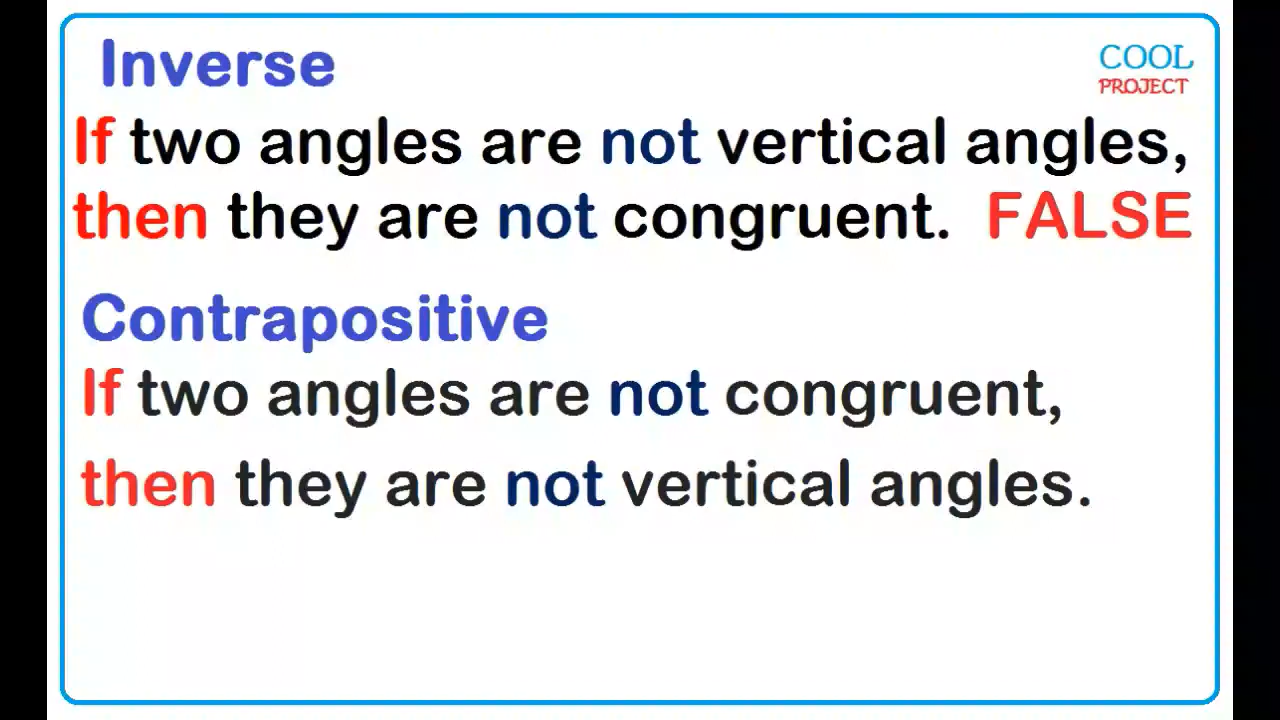 Inverse
COOL
PROJECT
If two angles are not vertical angles,
then they are not congruent. FALSE
Contrapositive
If two angles are not congruent,
then they are not vertical angles.